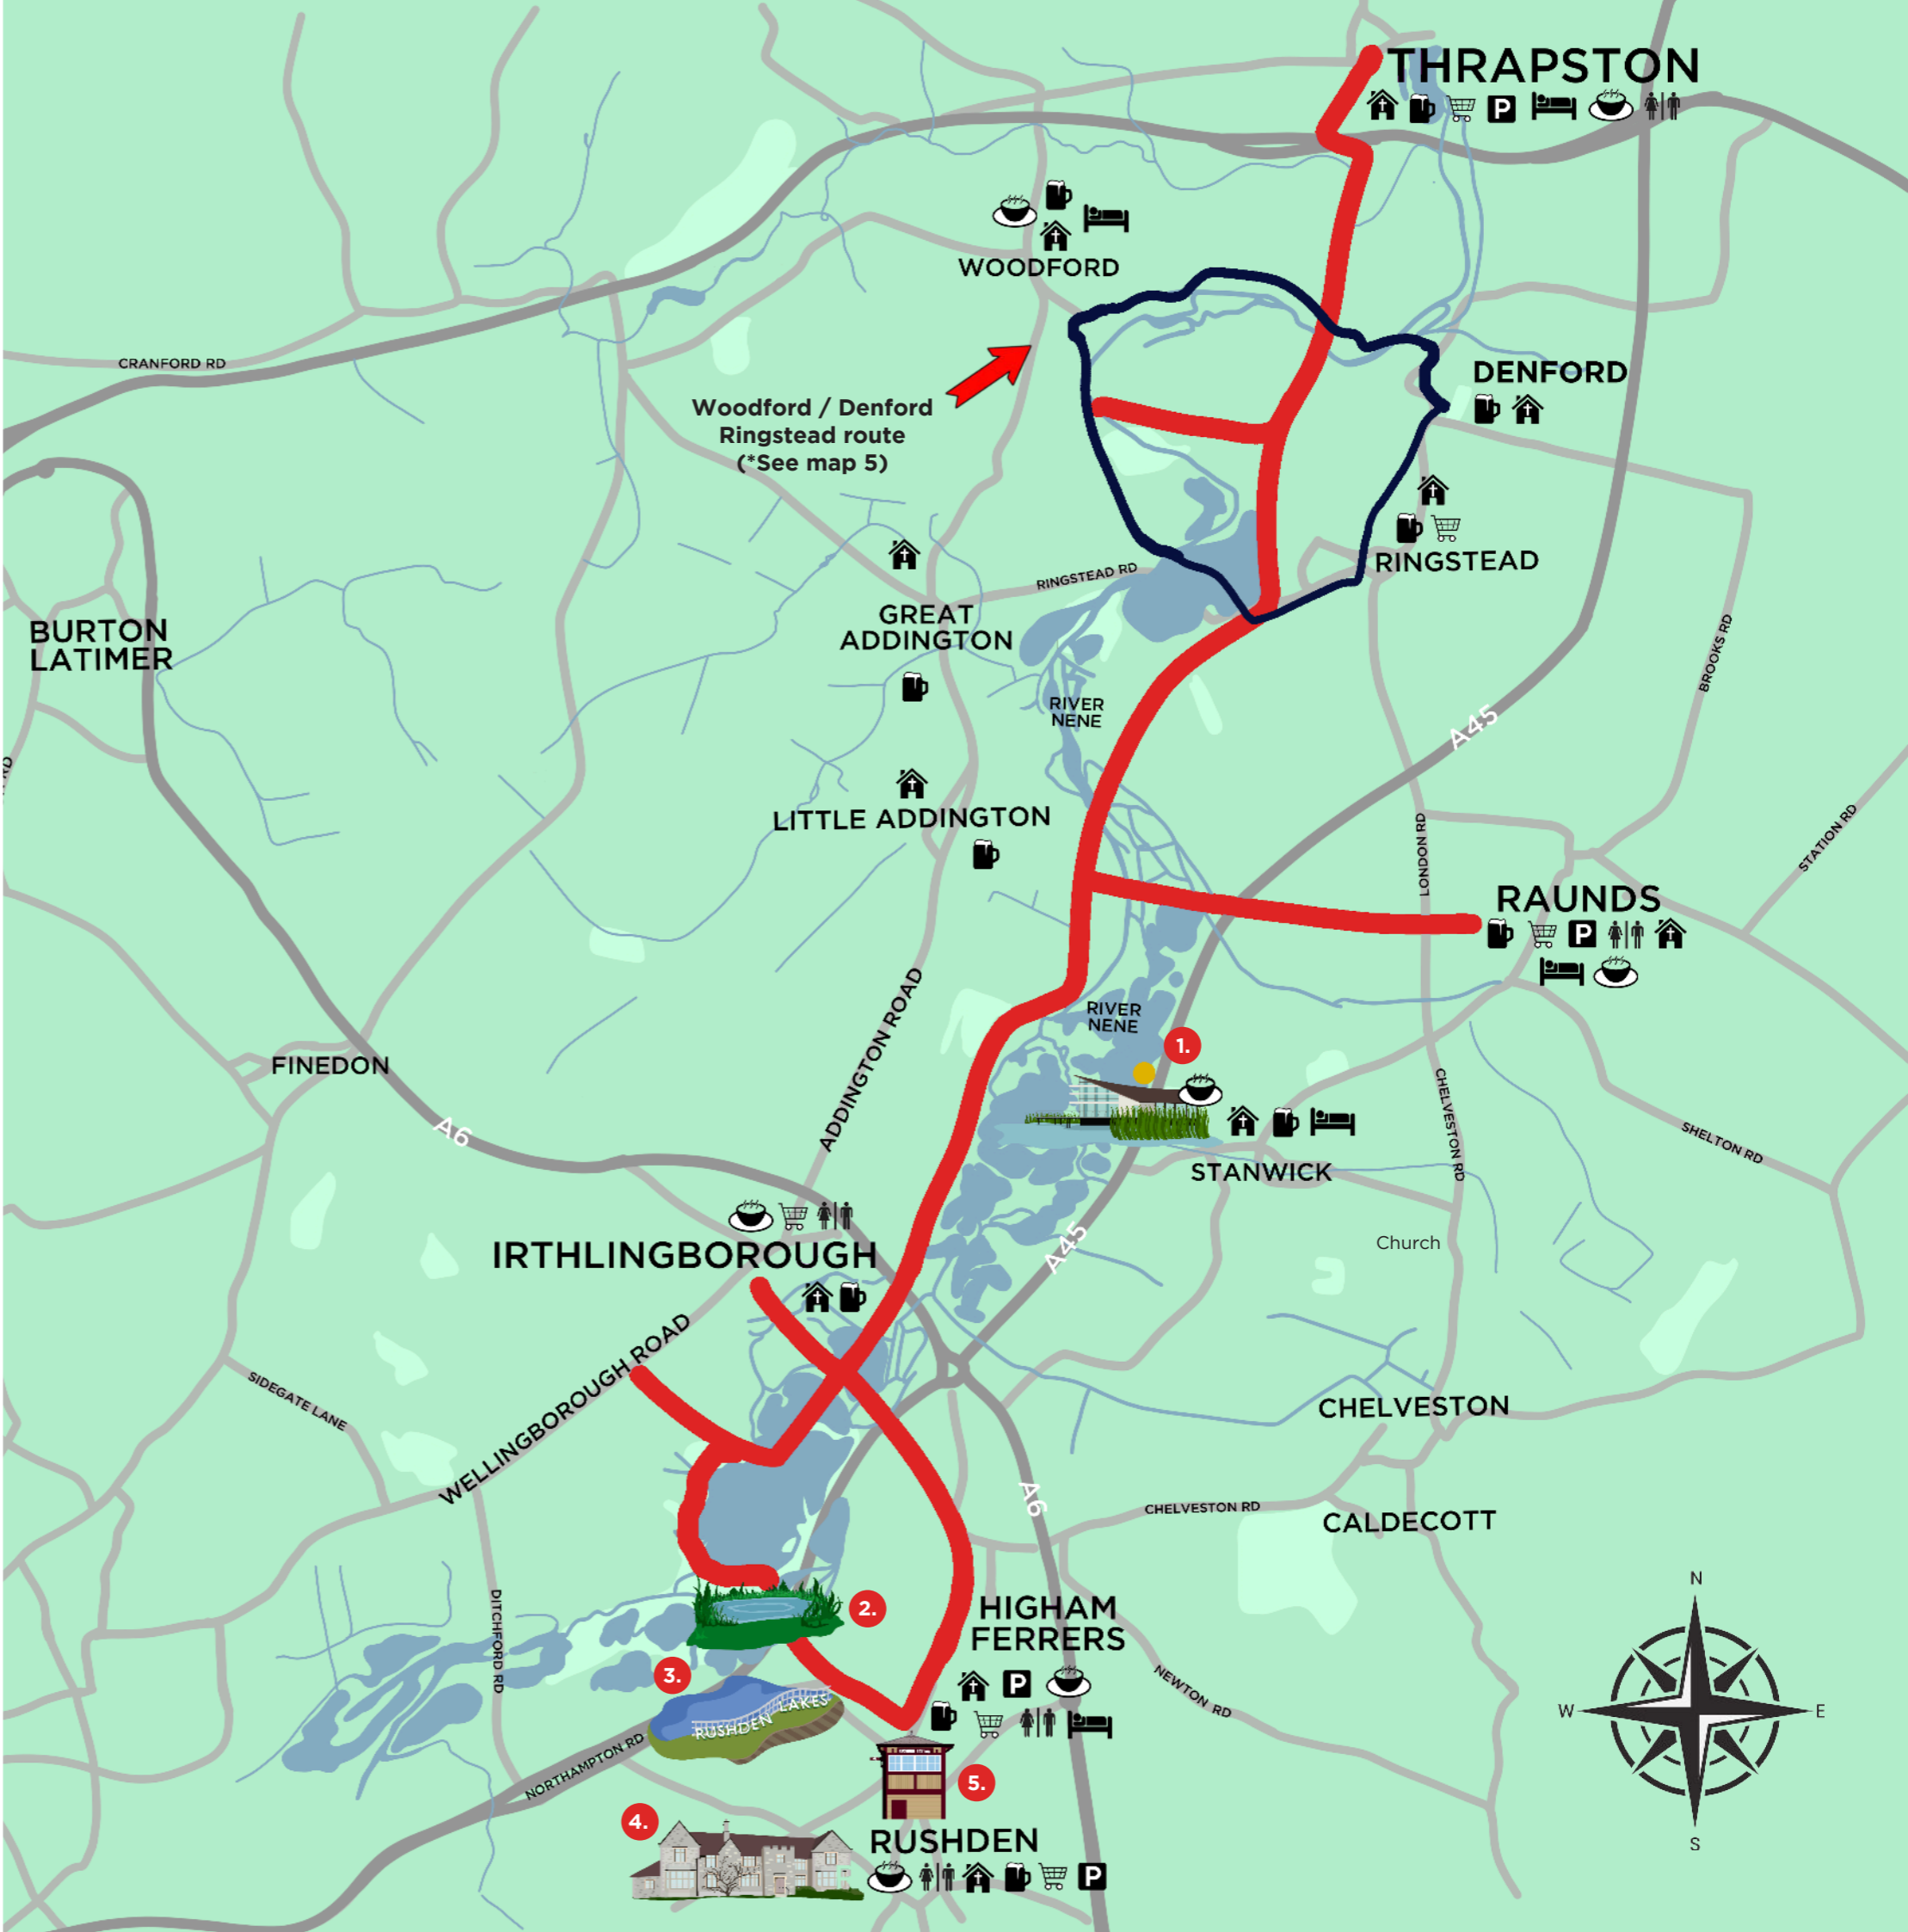 THRAPSTON
P
WOODFORD
CRANFORD RD
DENFORD
Woodford / Denford
Ringstead route
(*See map 5)
RINGSTEAD
RINGSTEAD RD
GREAT
ADDINGTON
BURTON
LATIMER
BROOKS RD
RIVER
NENE
A45
RD
LITTLE ADDINGTON
LONDON RD
STATION RD
RAUNDS
P
ADDINGTON ROAD
RIVER
NENE
1.
FINEDON
A6
CHELVESTON RD
SHELTON RD
STANWICK
Church
A45
IRTHLINGBOROUGH
WELLINGBOROUGH ROAD
SIDEGATE LANE
CHELVESTON
A6
CHELVESTON RD
CALDECOTT
DITCHFORD RD
2.
HIGHAM
FERRERS
P
3.
RUSHDEN LAKES
NEWTON RD
NORTHAMPTON RD
5.
4.
RUSHDEN
P
N
W
E
S